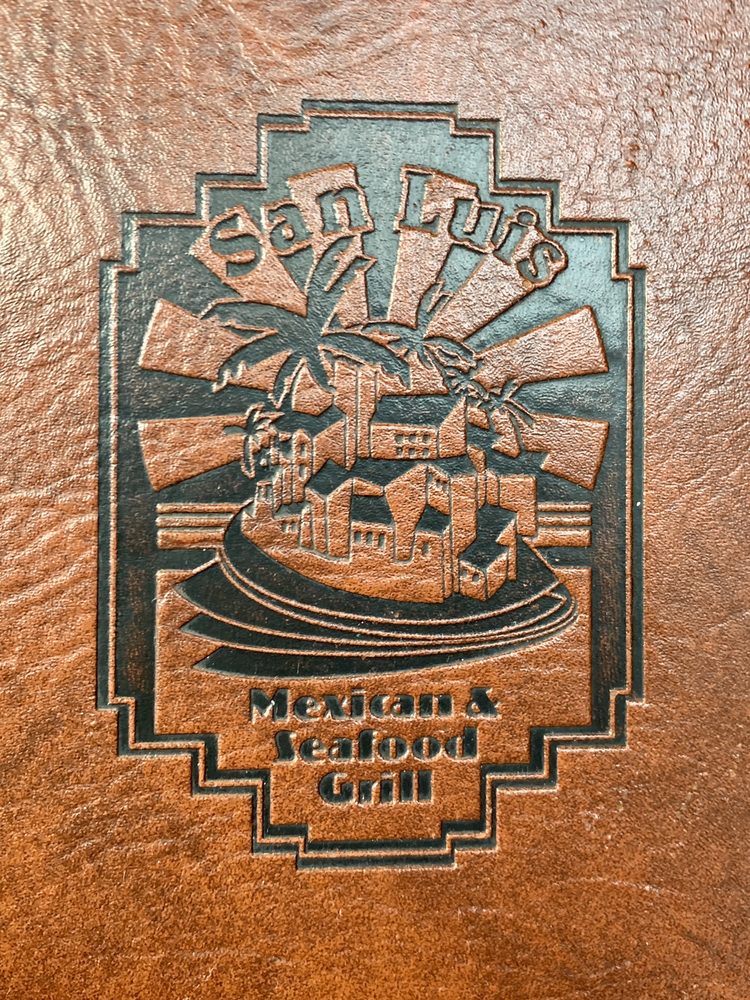 San Luis
Mexican &
Seafood
Grill